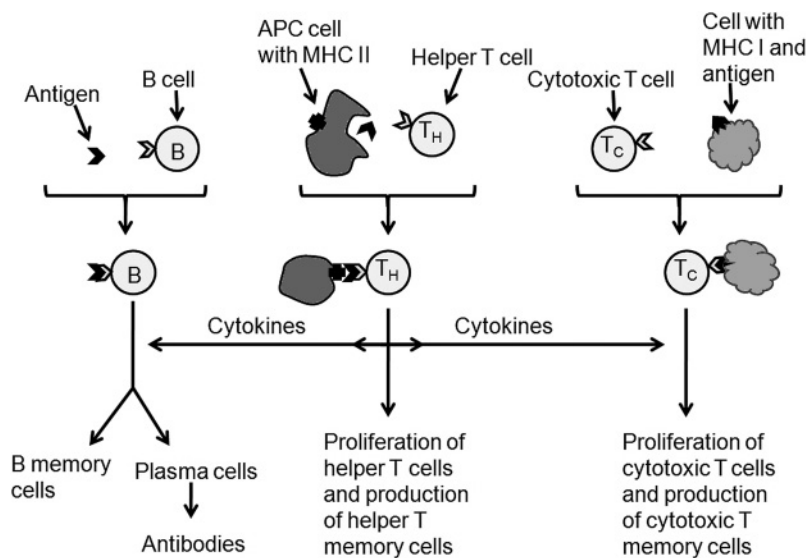 Antigen
B cell
APC cell
with MHC II
Helper T cell
Cytotoxic T cell
Cell with
MHC I and
antigen
B
TH
TC
B
TH
TC
Cytokines
Cytokines
B memory
cells
Plasma cells
Antibodies
Proliferation of
helper T cells
and production
of helper T
memory cells
Proliferation of
cytotoxic T cells
and production
of cytotoxic T
memory cells